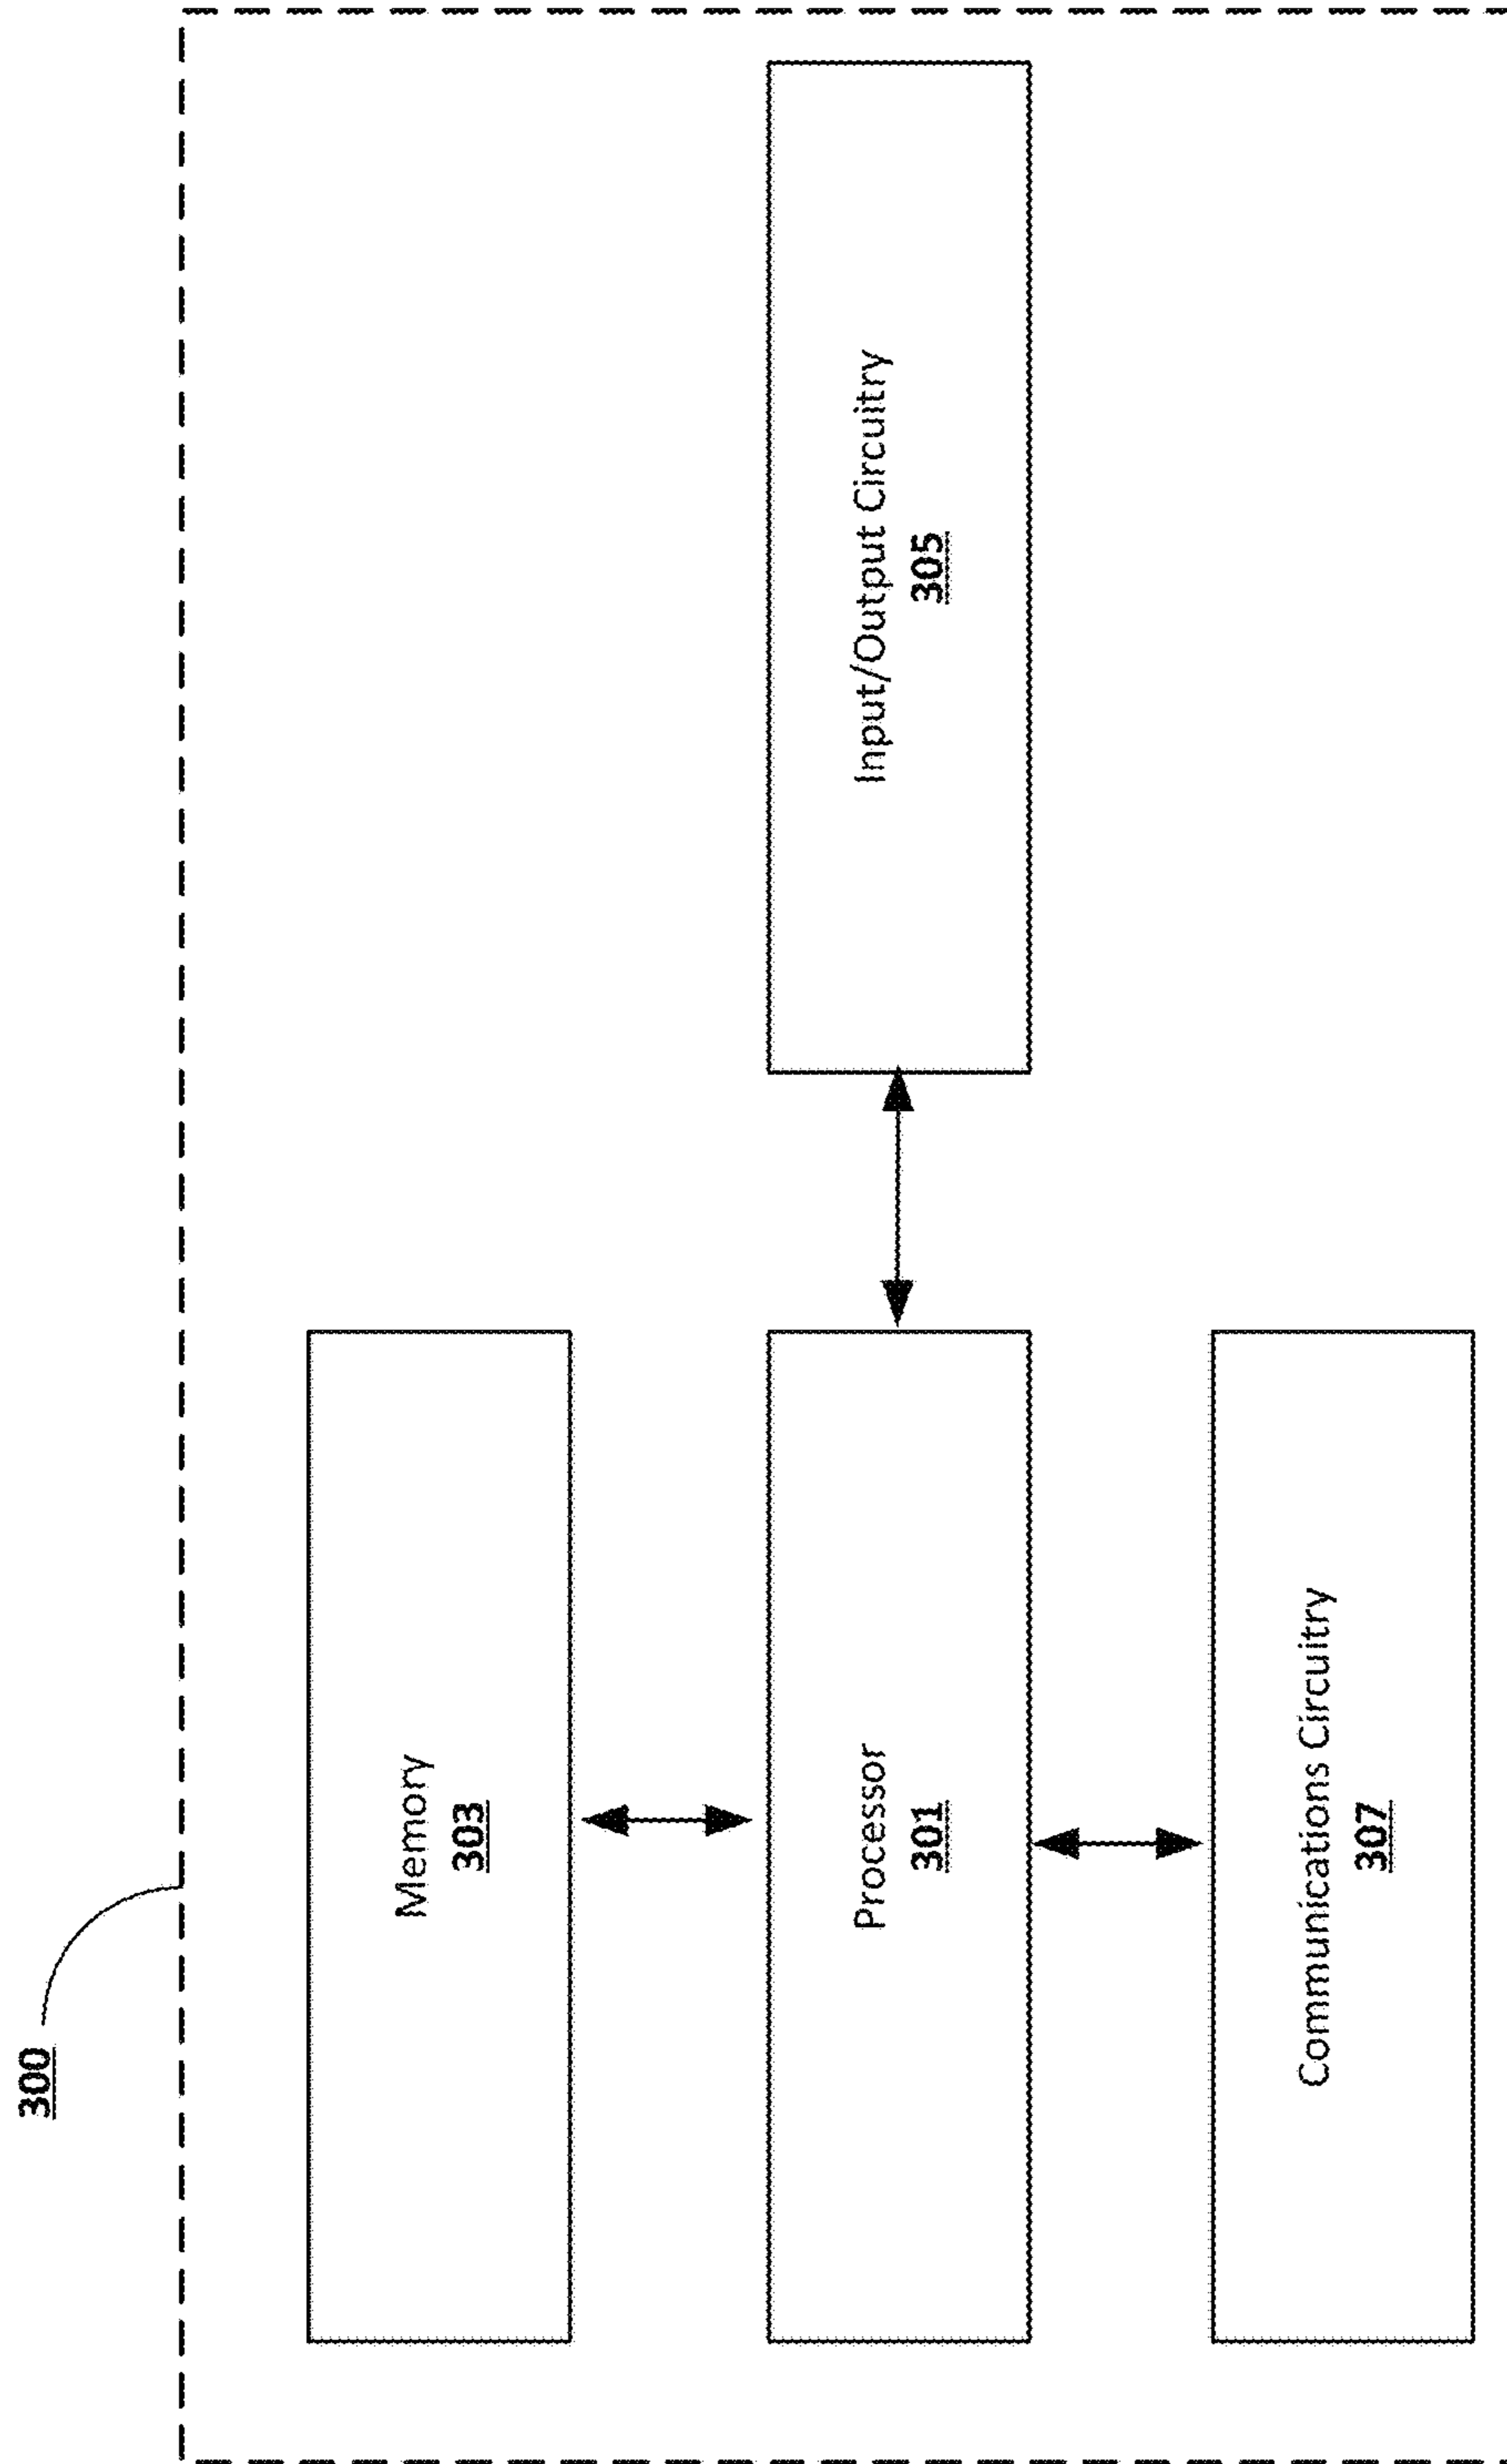 300
Memory
303
Processor
301
Input/Output Circuitry
305
Communications Circuitry
307